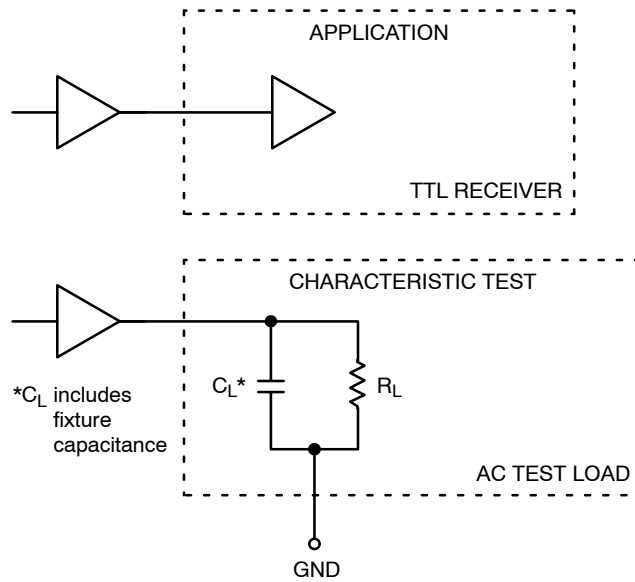 APPLICATION
TTL RECEIVER
CHARACTERISTIC TEST
*CL includes
fixture
capacitance
CL*
RL
AC TEST LOAD
GND